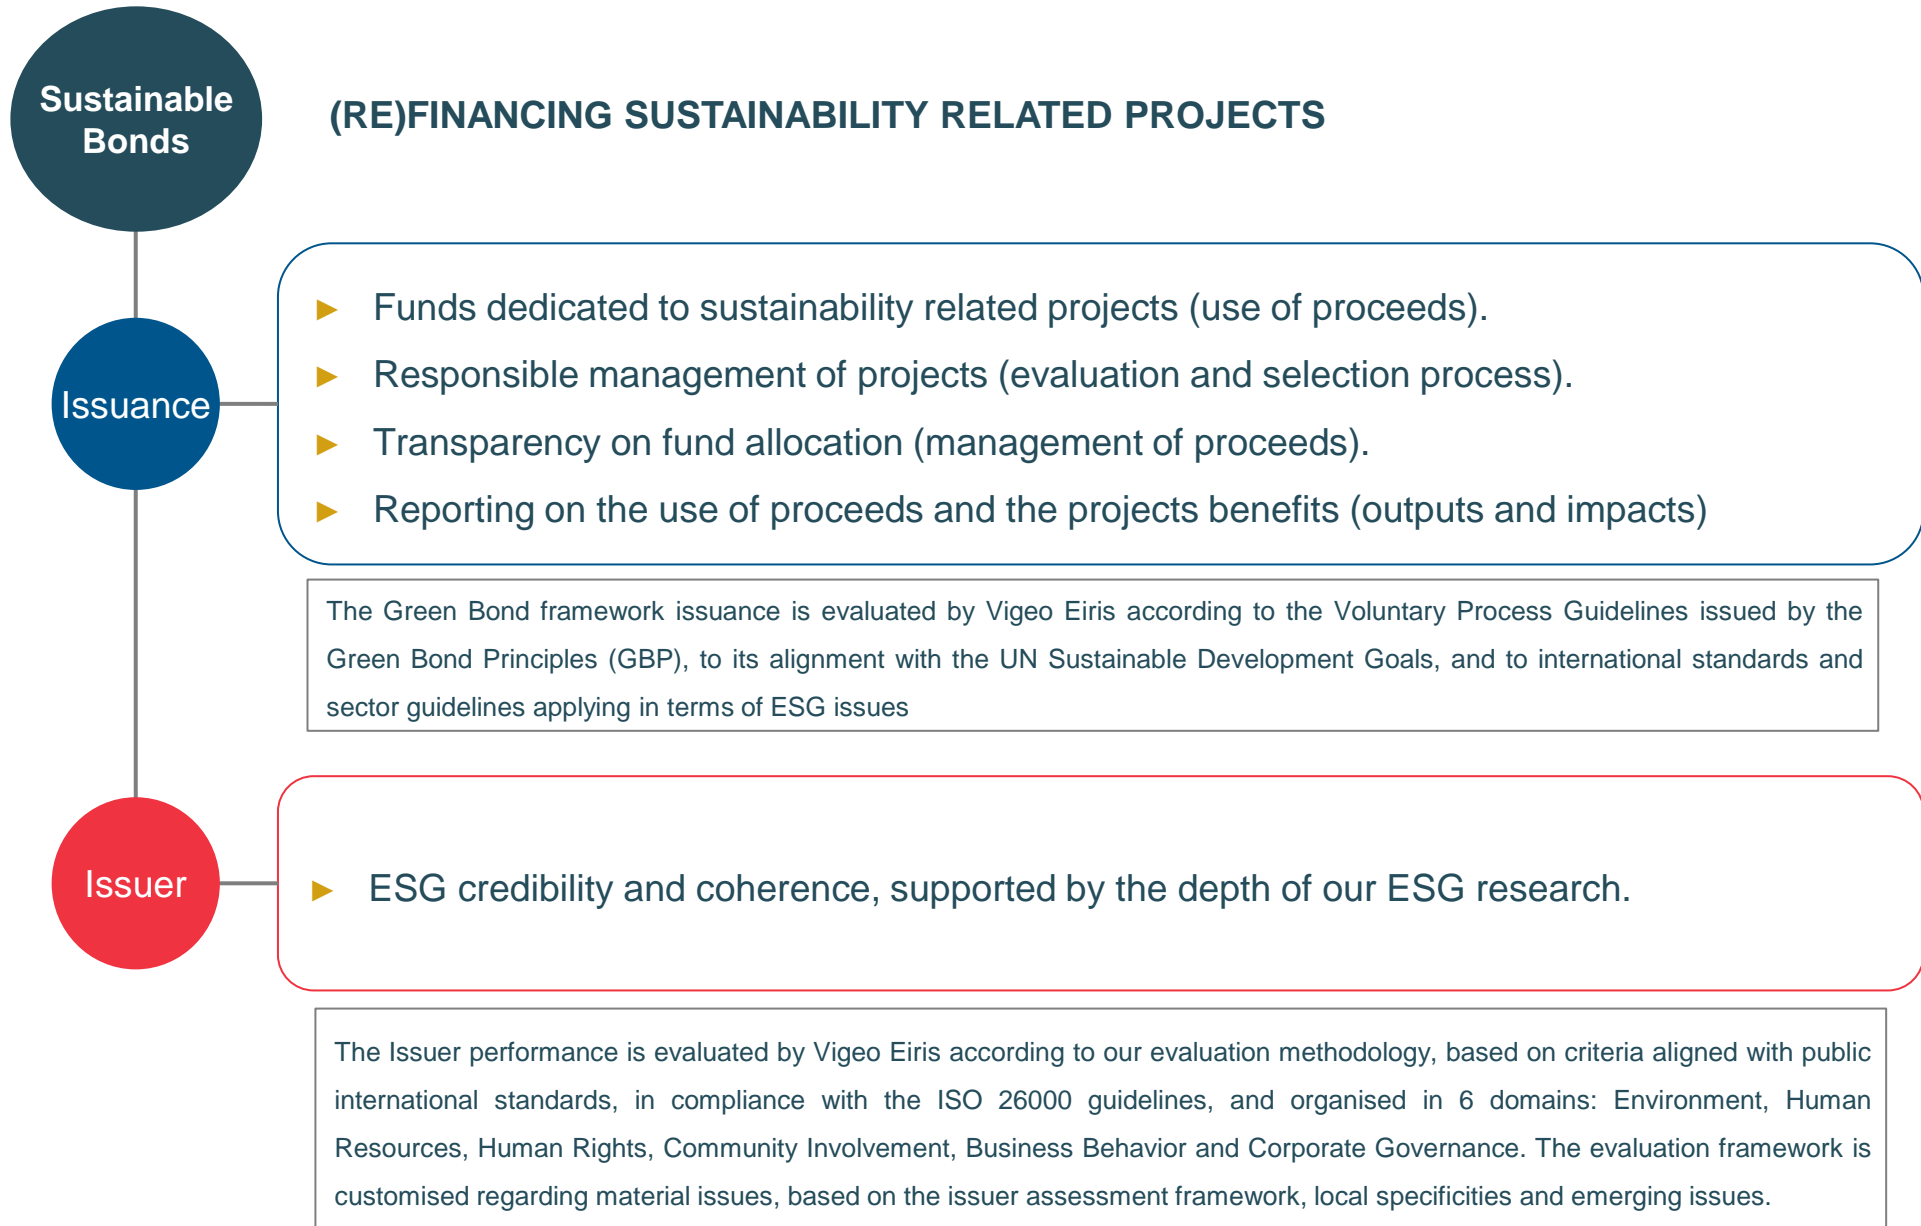 Sustainable
Bonds
(RE)FINANCING SUSTAINABILITY RELATED PROJECTS
Issuance
► Funds dedicated to sustainability related projects (use of proceeds).
► Responsible management of projects (evaluation and selection process).
► Transparency on fund allocation (management of proceeds).
► Reporting on the use of proceeds and the projects benefits (outputs and impacts)
The Green Bond framework issuance is evaluated by Vigeo Eiris according to the Voluntary Process Guidelines issued by the
Green Bond Principles (GBP), to its alignment with the UN Sustainable Development Goals, and to international standards and
sector guidelines applying in terms of ESG issues
Issuer
► ESG credibility and coherence, supported by the depth of our ESG research.
The Issuer performance is evaluated by Vigeo Eiris according to our evaluation methodology, based on criteria aligned with public
international standards, in compliance with the ISO 26000 guidelines, and organised in 6 domains: Environment, Human
Resources, Human Rights, Community Involvement, Business Behavior and Corporate Governance. The evaluation framework is
customised regarding material issues, based on the issuer assessment framework, local specificities and emerging issues.